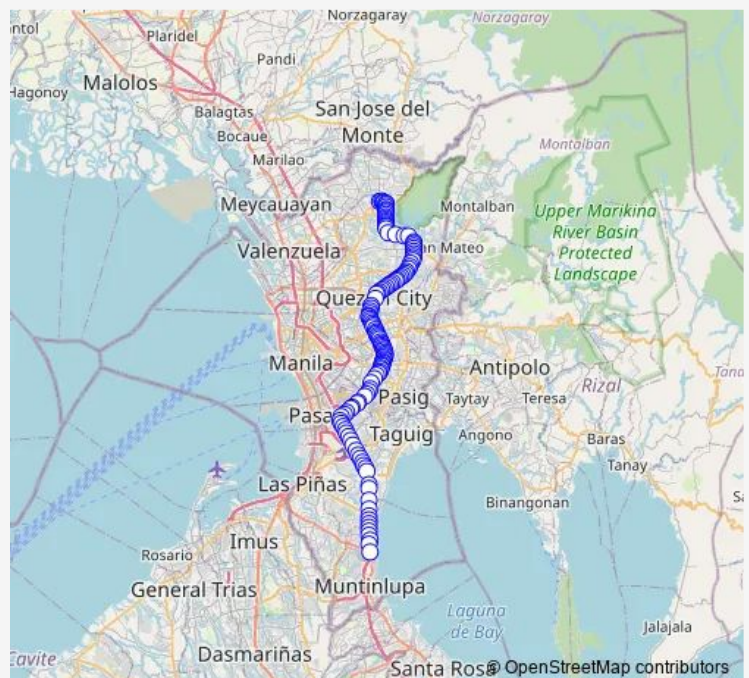 Norzagaray
Norzagaray
Plaridel
Pandi
Malolos
Hagonoy
Balagtas
San Jose del
Monte
Bocaue
Marilao
Montalban
Meycauayan
Montalban
Upper Marikina
River Basin
Protected
Landscape
Valenzuela
San Mateo
Quezon City
Manila
Antipolo
Rizal
Pasig
Taytay
Teresa
Taguig
Angono
Baras
Tanay
Las Piñas
Binangonan
Imus
Rosario
General Trias
Muntinlupa
Laguna
de Bay
Jalajala
Cavite
Dasmariñas
Santa Rosa
© OpenStreetMap contributors